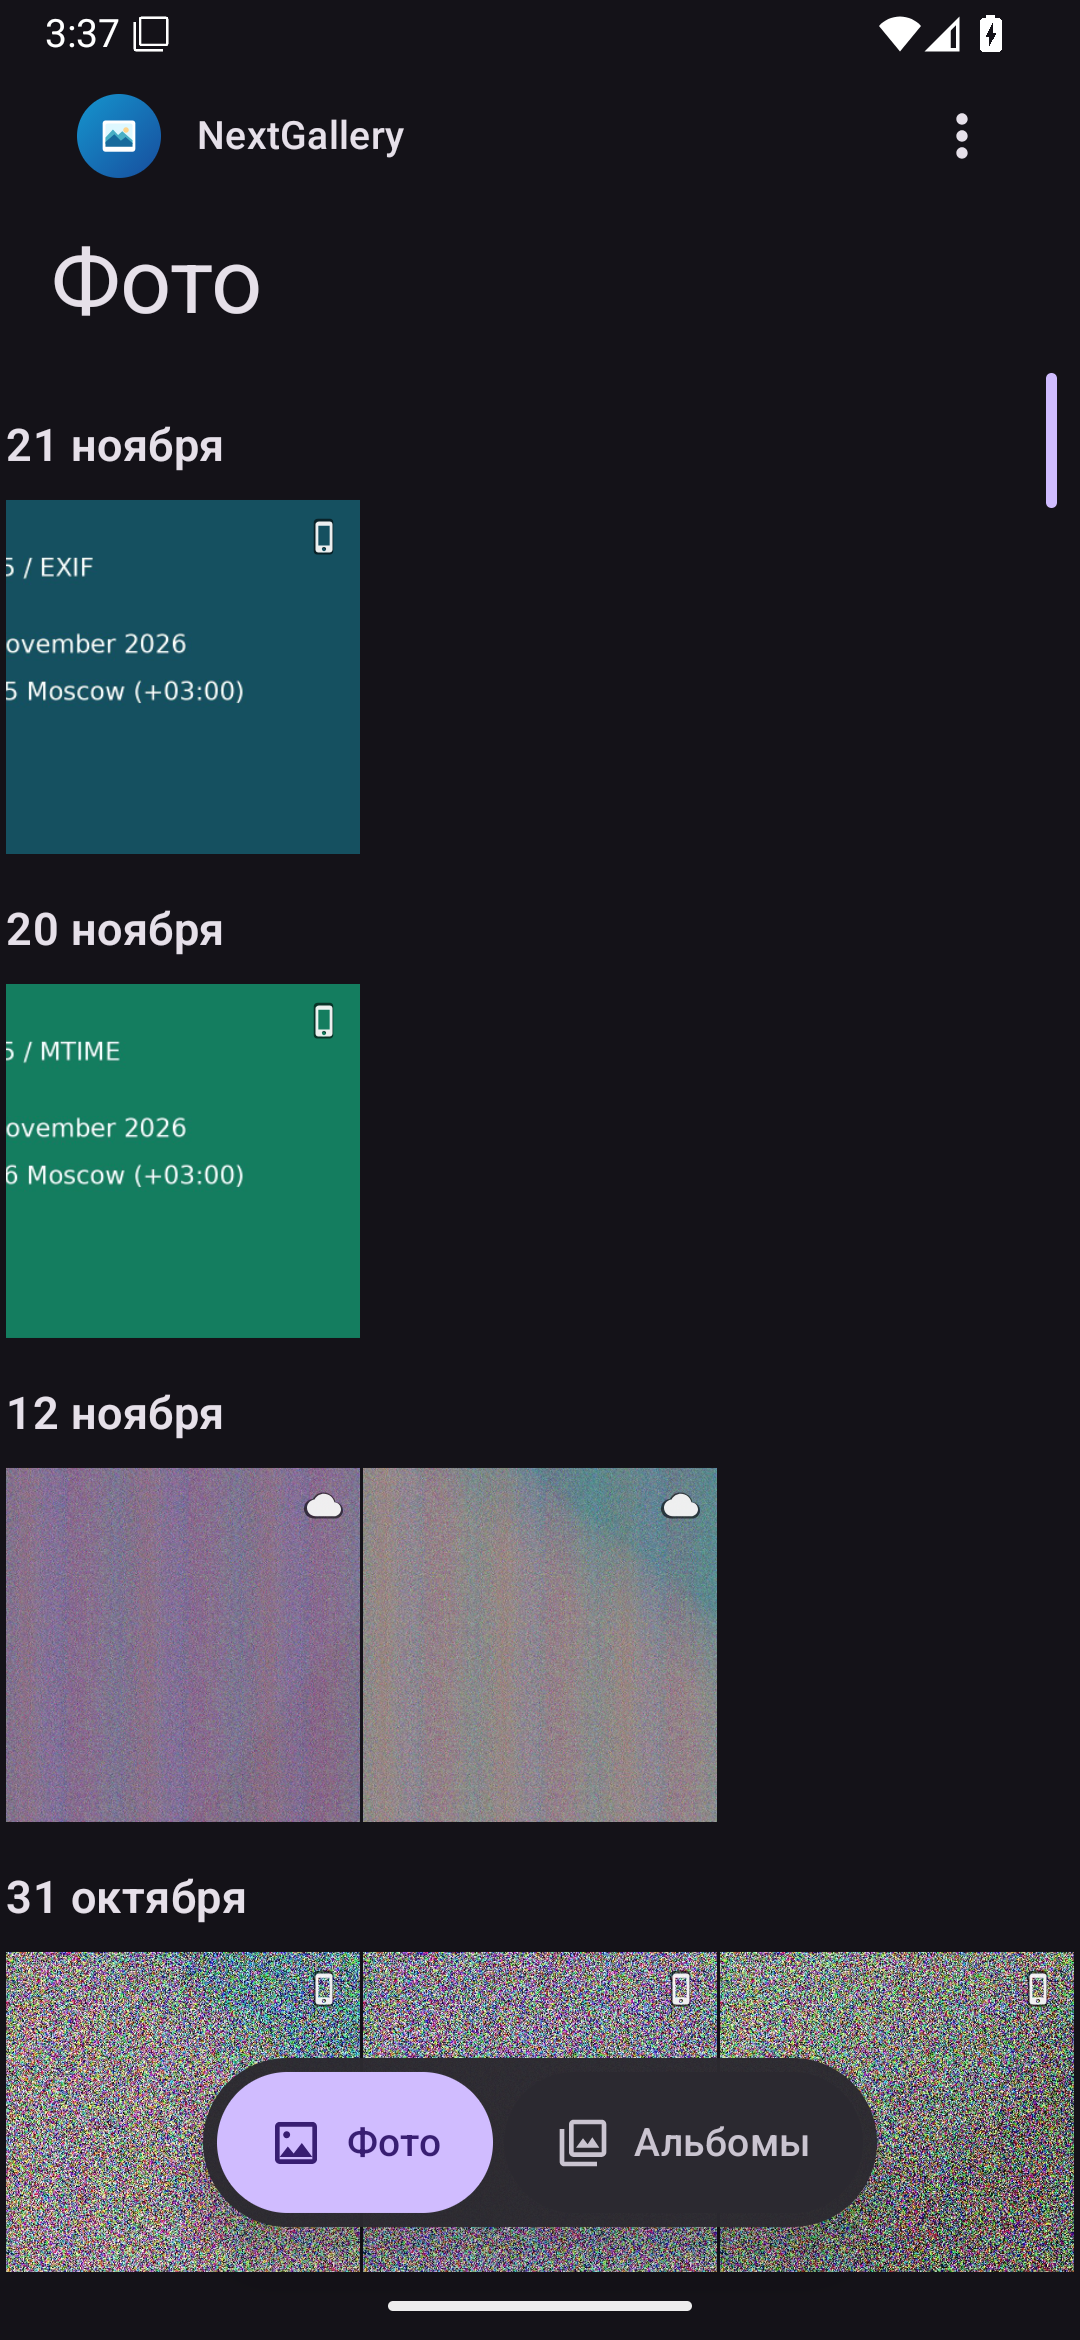 3:37
NextGallery
Фото
21 ноября
5 / EXIF
ovember 2026
5 Moscow (+03:00)
20 ноября
5 / MTIME
ovember 2026
6 Moscow (+03:00)
12 ноября
31 октября
Фото
Альбомы